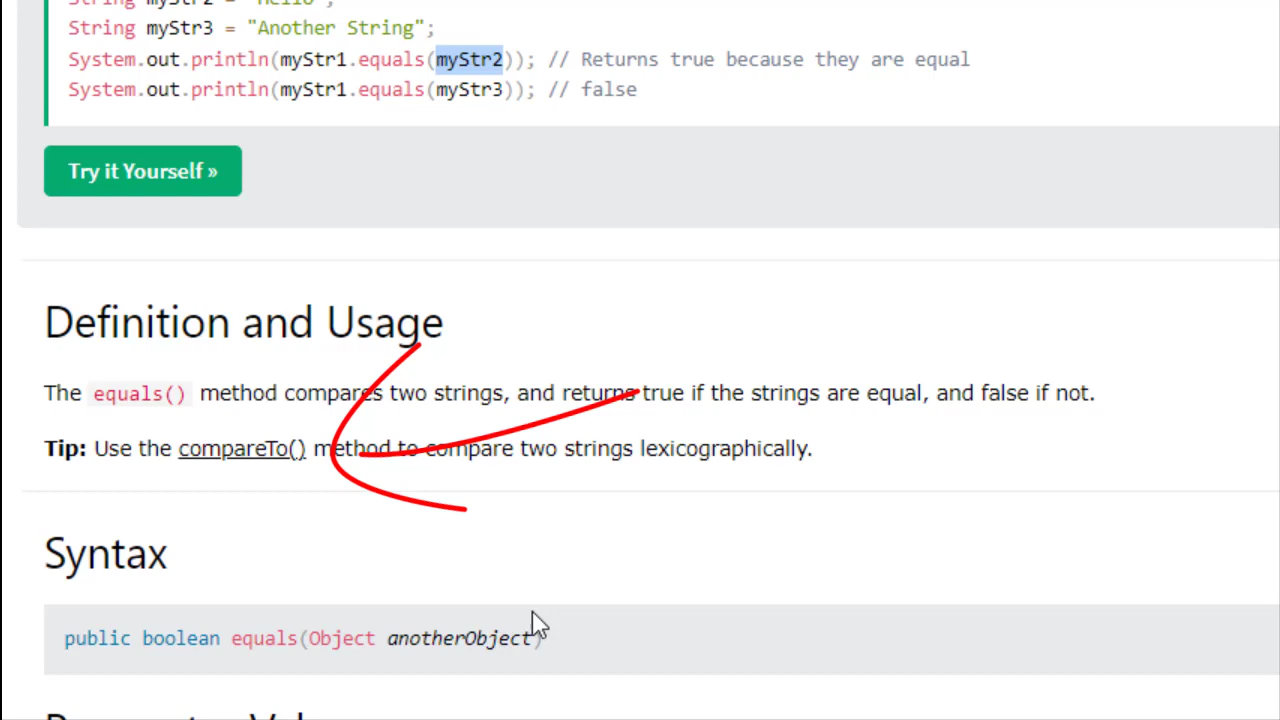 String myStr2 = "Hello";
String myStr3 = "Another String";
System.out.println(myStr1.equals(myStr2)); // Returns true because they are equal
System.out.println(myStr1.equals(myStr3)); // false
Try it Yourself »
Definition and Usage
The equals() method compares two strings, and returns true if the strings are equal, and false if not.
Tip: Use the compareTo() method to compare two strings lexicographically.
Syntax
public boolean equals(Object anotherObject)